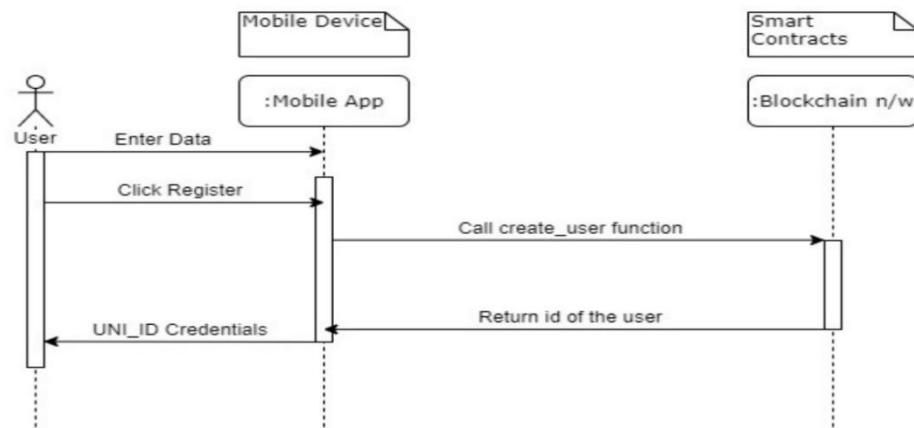 Mobile Device
Smart
Contracts
:Mobile App
:Blockchain n/w
User
Enter Data
Click Register
Call create_user function
Return id of the user
UNI_ID Credentials